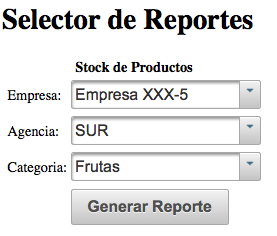 Selector de Reportes
Stock de Productos
Empresa: Empresa XXX-5
Agencia: SUR
Categoria: Frutas
Generar Reporte